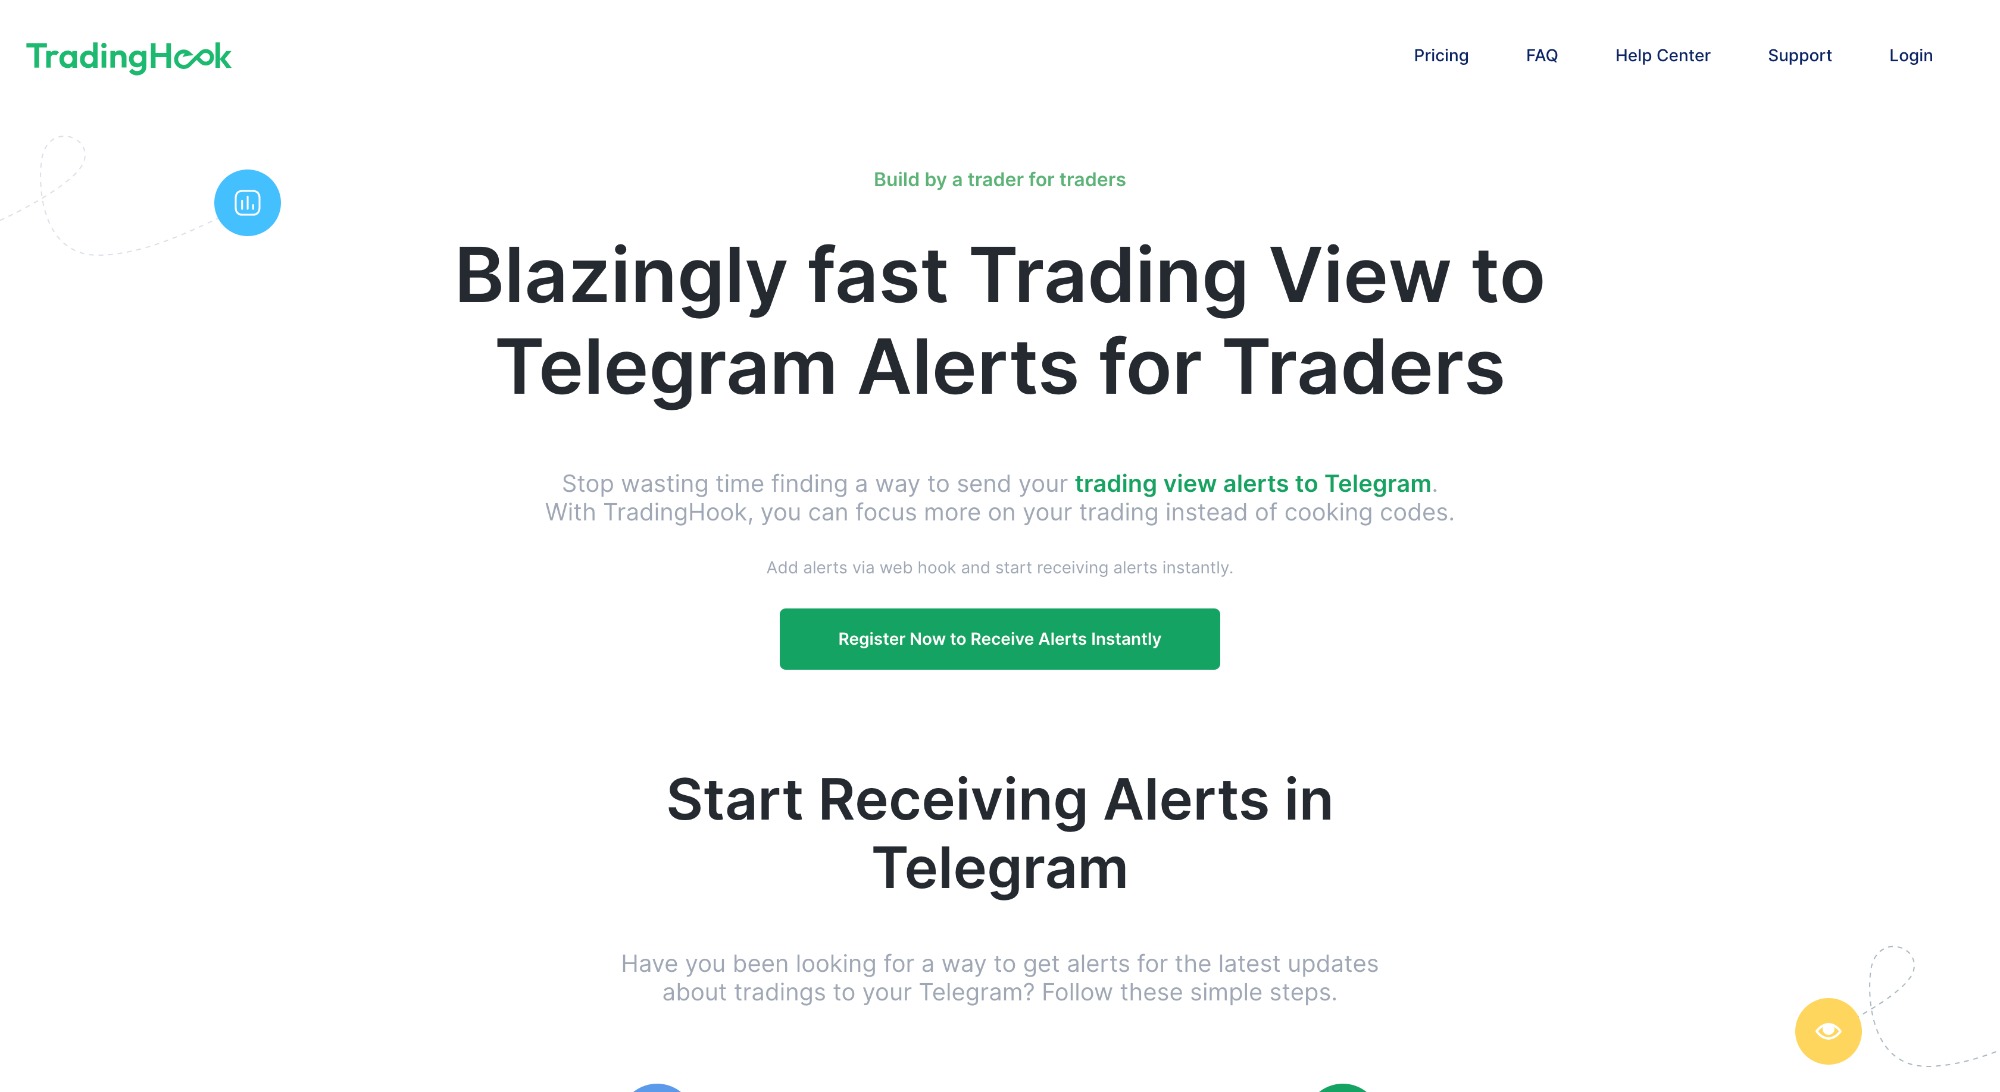 TradingHook
Pricing
FAQ
Help Center
Support
Login
Build by a trader for traders
Blazingly fast Trading View to
Telegram Alerts for Traders
Stop wasting time finding a way to send your trading view alerts to Telegram.
With TradingHook, you can focus more on your trading instead of cooking codes.
Add alerts via web hook and start receiving alerts instantly.
Register Now to Receive Alerts Instantly
Start Receiving Alerts in
Telegram
Have you been looking for a way to get alerts for the latest updates
about tradings to your Telegram? Follow these simple steps.